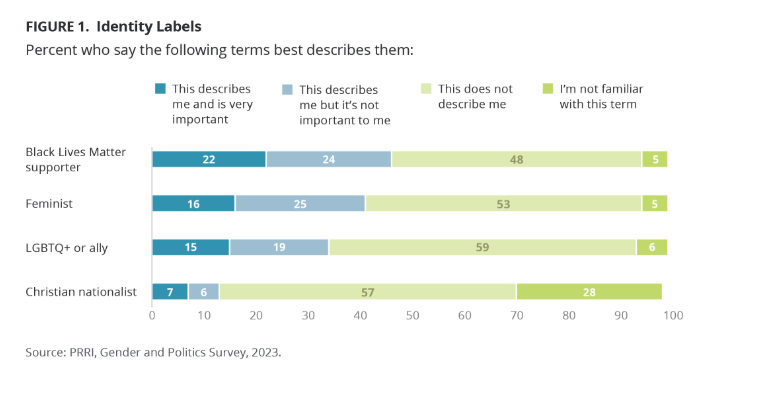 FIGURE 1.  Identity Labels
Percent who say the following terms best describes them:
This describes me and is very important
This describes me but it's not important to me
This does not describe me
I'm not familiar with this term
Black Lives Matter supporter
22 24 48 5
Feminist
16 25 53 5
LGBTQ+ or ally
15 19 59 6
Christian nationalist
7 6 57 28
0 10 20 30 40 50 60 70 80 90 100
Source: PRRI, Gender and Politics Survey, 2023.